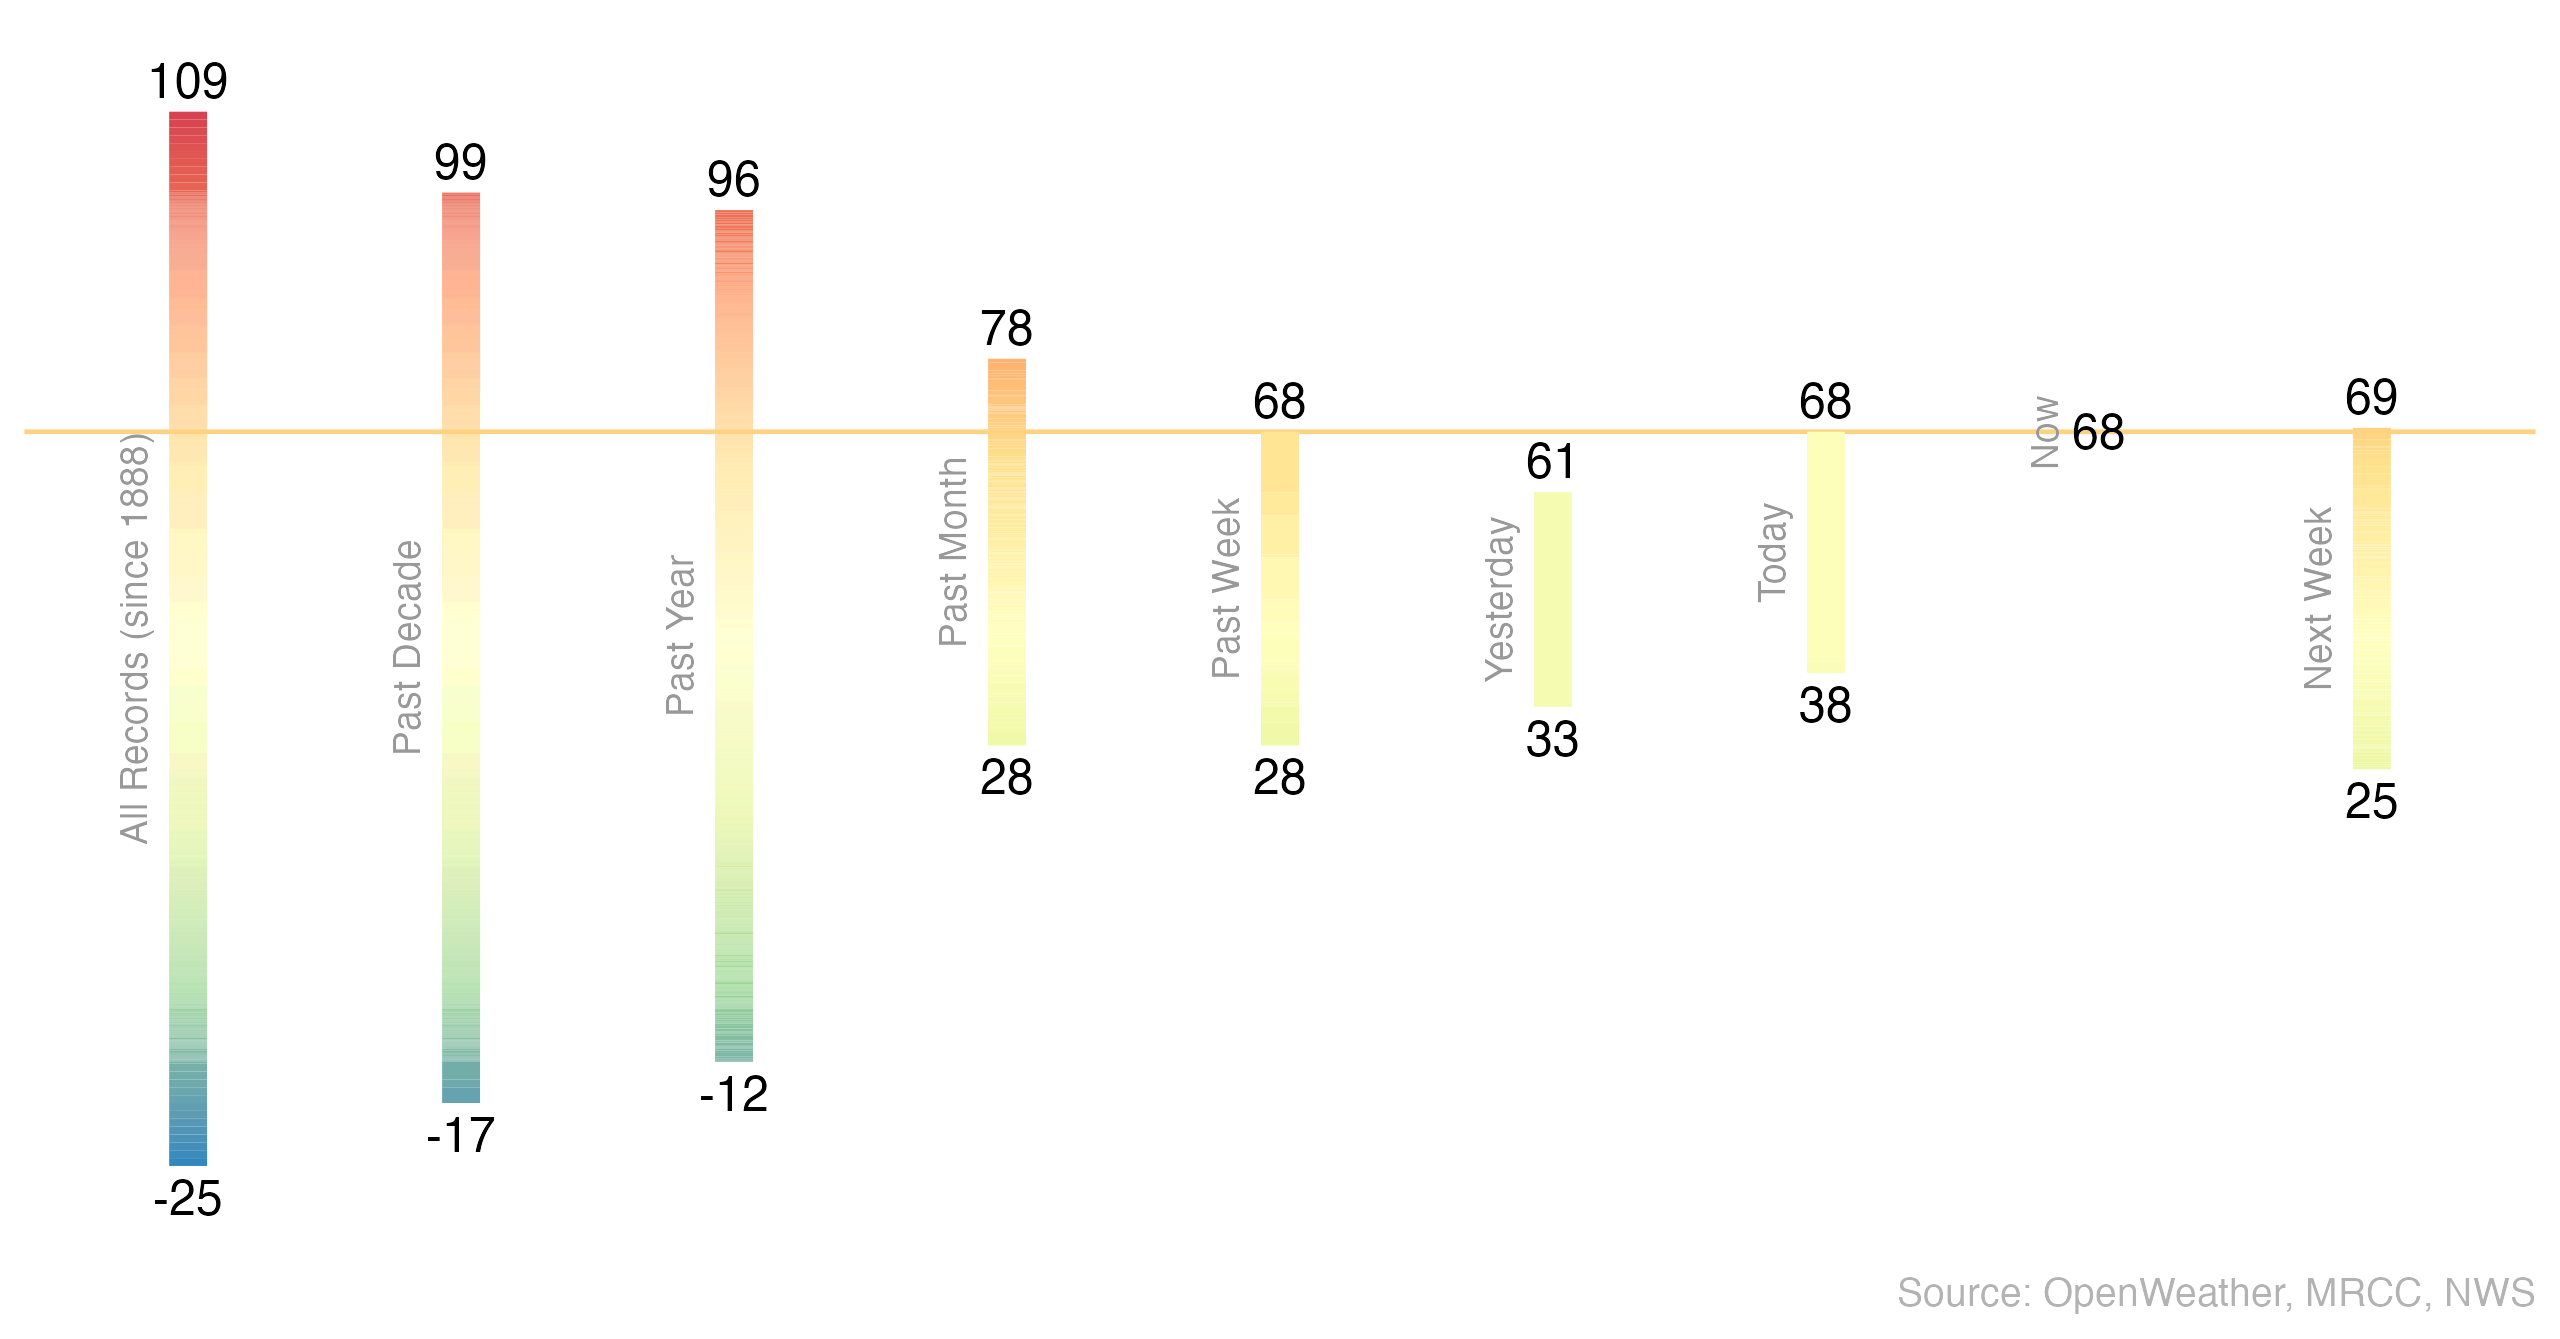 109
All Records (since 1888)
-25
99
Past Decade
-17
96
Past Year
-12
78
Past Month
28
68
Past Week
28
61
Yesterday
33
68
Today
38
Now
68
69
Next Week
25
Source: OpenWeather, MRCC, NWS